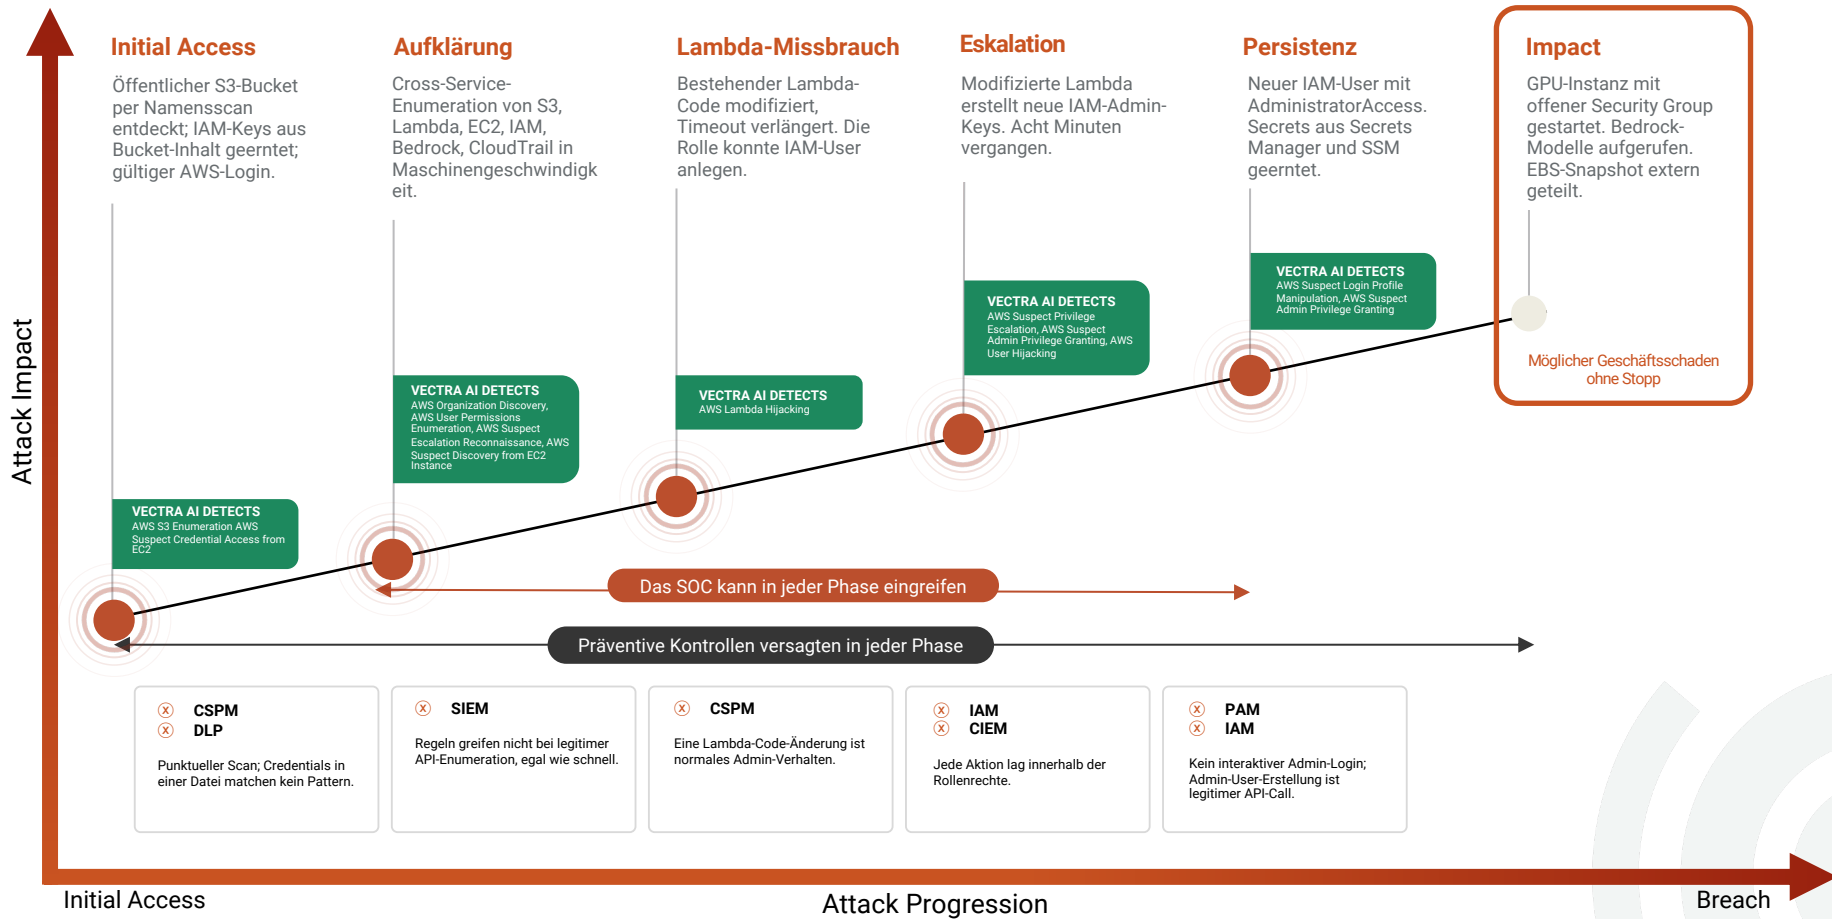 Initial Access
Öffentlicher S3-Bucket
per Namensscan
entdeckt; IAM-Keys aus
Bucket-Inhalt geerntet;
gültiger AWS-Login.
Aufklärung
Cross-Service-
Enumeration von S3,
Lambda, EC2, IAM,
Bedrock, CloudTrail in
Maschinengeschwindigk
eit.
Lambda-Missbrauch
Bestehender Lambda-
Code modifiziert,
Timeout verlängert. Die
Rolle konnte IAM-User
anlegen.
Eskalation
Modifizierte Lambda
erstellt neue IAM-Admin-
Keys. Acht Minuten
vergangen.
Persistenz
Neuer IAM-User mit
AdministratorAccess.
Secrets aus Secrets
Manager und SSM
geerntet.
Impact
GPU-Instanz mit
offener Security Group
gestartet. Bedrock-
Modelle aufgerufen.
EBS-Snapshot extern
geteilt.
VECTRA AI DETECTS
AWS S3 Enumeration AWS
Suspect Credential Access from
EC2
VECTRA AI DETECTS
AWS Organization Discovery,
AWS User Permissions
Enumeration, AWS Suspect
Escalation Reconnaissance, AWS
Suspect Discovery from EC2
Instance
VECTRA AI DETECTS
AWS Lambda Hijacking
VECTRA AI DETECTS
AWS Suspect Privilege
Escalation, AWS Suspect
Admin Privilege Granting, AWS
User Hijacking
VECTRA AI DETECTS
AWS Suspect Login Profile
Manipulation, AWS Suspect
Admin Privilege Granting
Möglicher Geschäftsschaden
ohne Stopp
Attack Impact
Das SOC kann in jeder Phase eingreifen
Präventive Kontrollen versagten in jeder Phase
x CSPM
x DLP
Punktueller Scan; Credentials in
einer Datei matchen kein Pattern.
x SIEM
Regeln greifen nicht bei legitimer
API-Enumeration, egal wie schnell.
x CSPM
Eine Lambda-Code-Änderung ist
normales Admin-Verhalten.
x IAM
x CIEM
Jede Aktion lag innerhalb der
Rollenrechte.
x PAM
x IAM
Kein interaktiver Admin-Login;
Admin-User-Erstellung ist
legitimer API-Call.
Initial Access
Attack Progression
Breach